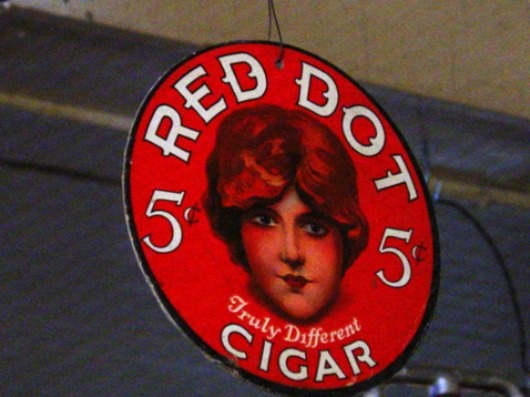 RED DOT
5¢ 5¢
Truly Different
CIGAR